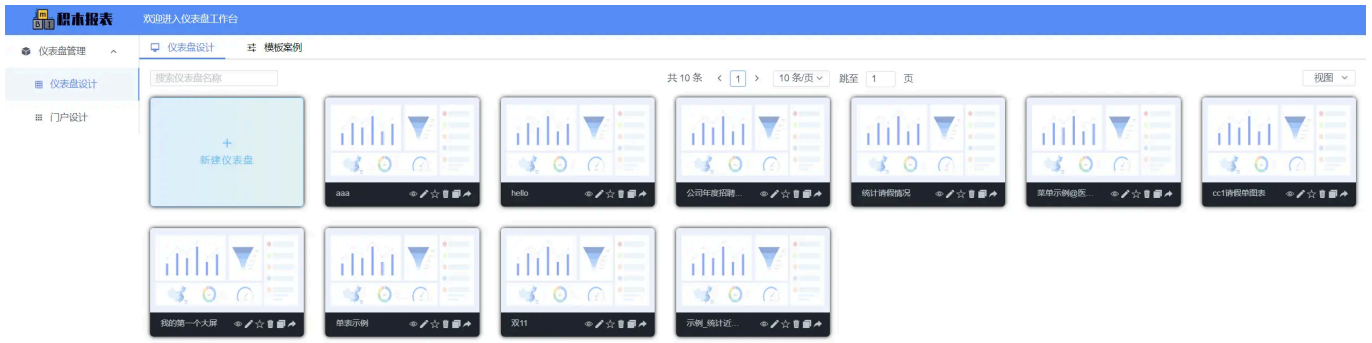 积木报表 欢迎进入仪表盘工作台
仪表盘管理
仪表盘设计 模板案例
仪表盘设计
搜索仪表盘名称 共 10 条 < 1 > 10 条/页 跳至 1 页 视图
门户设计
+
新建仪表盘
aaa hello 公司年度招聘... 统计请假情况 菜单示例@医... cc1请假单图表
我的第一个大屏 单表示例 双11 示例_统计近...